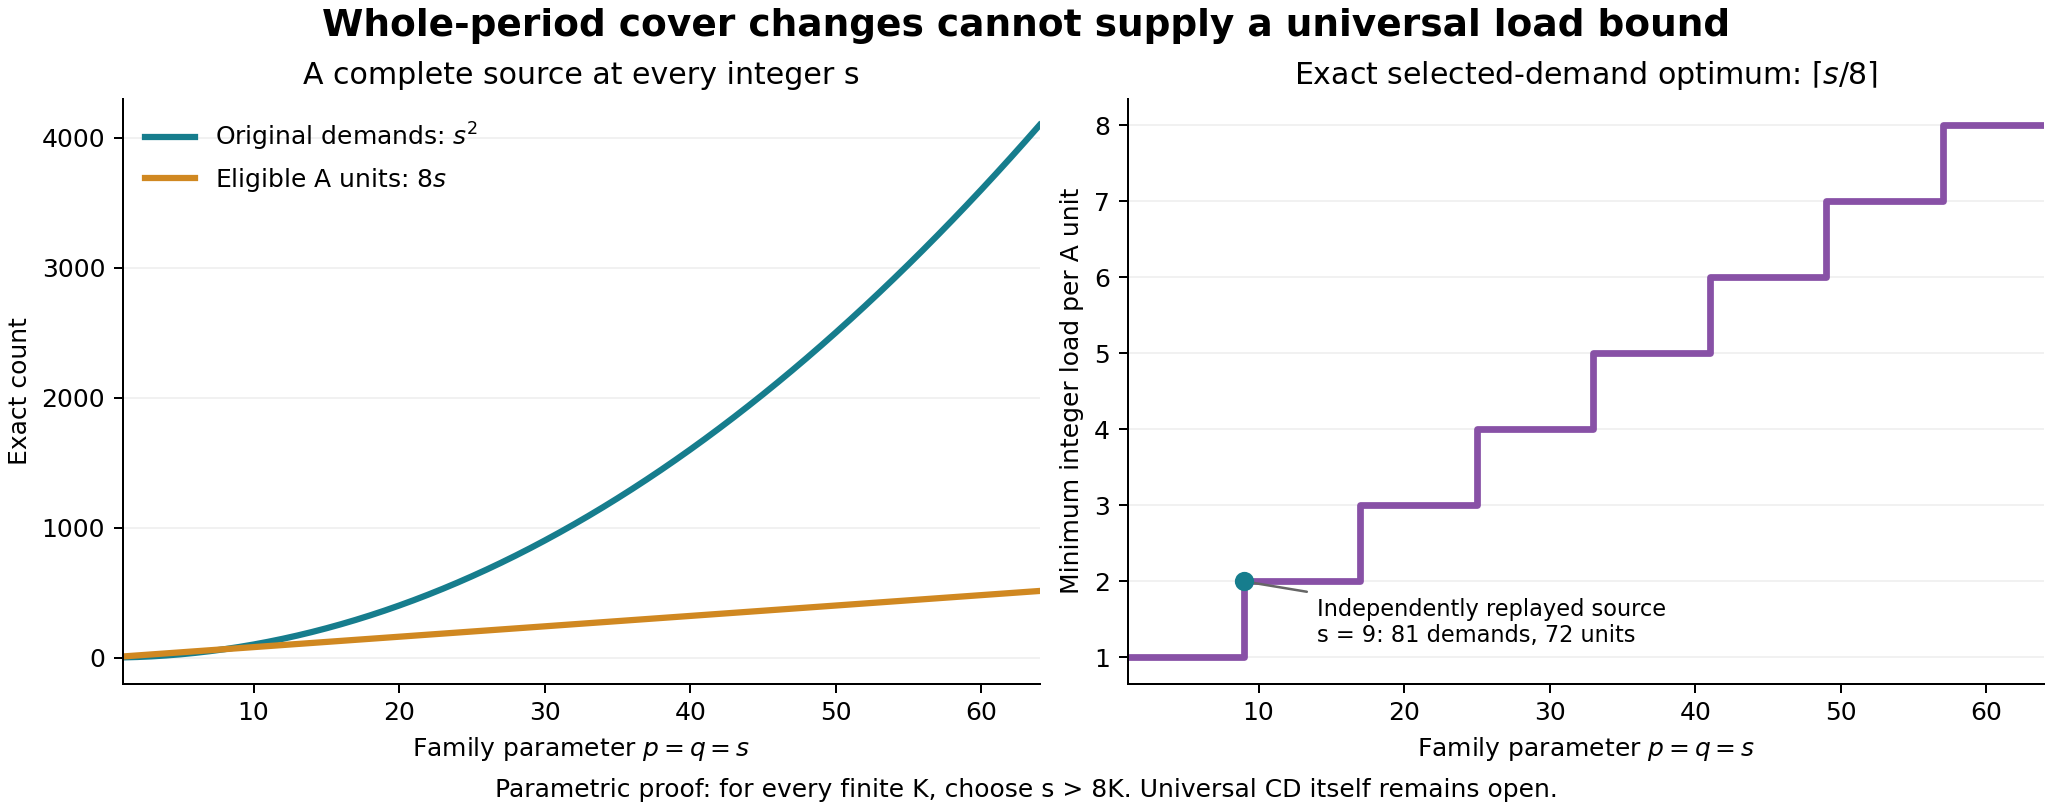 Whole-period cover changes cannot supply a universal load bound
A complete source at every integer s
Original demands: s²
Eligible A units: 8s
Exact count
4000
3000
2000
1000
0
10 20 30 40 50 60
Family parameter p = q = s
Exact selected-demand optimum: ⌈s/8⌉
Minimum integer load per A unit
8
7
6
5
4
3
2
1
Independently replayed source
s = 9: 81 demands, 72 units
10 20 30 40 50 60
Family parameter p = q = s
Parametric proof: for every finite K, choose s > 8K. Universal CD itself remains open.